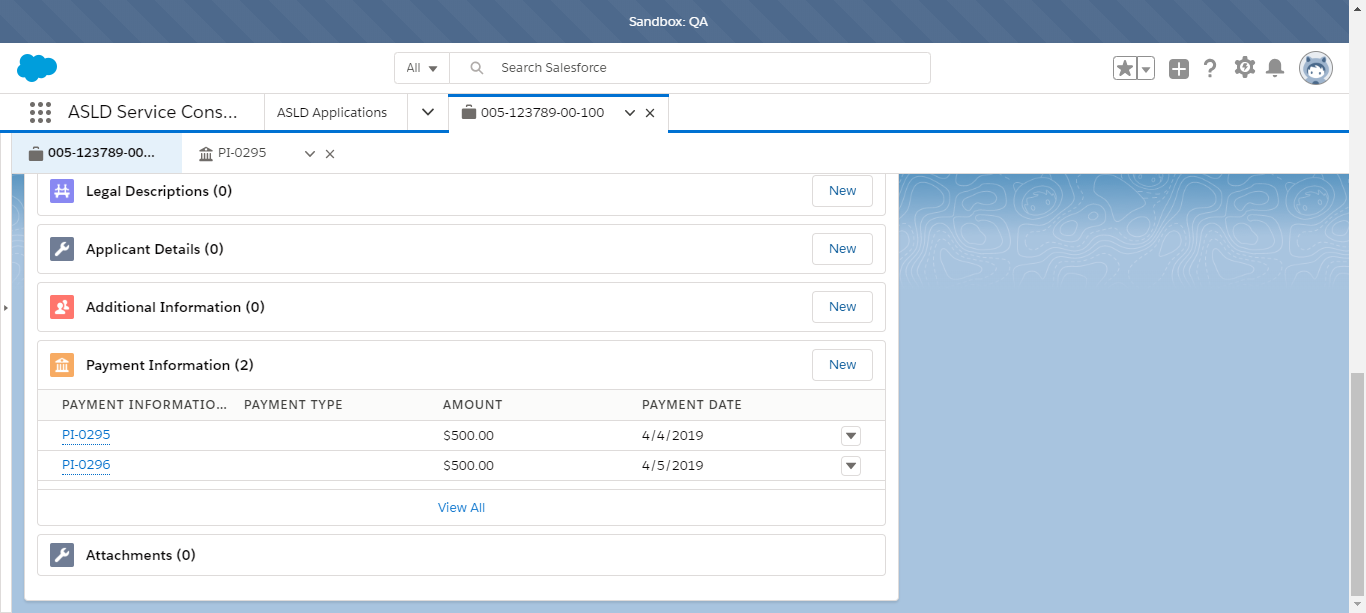 Sandbox: QA
All Search Salesforce
ASLD Service Cons... ASLD Applications 005-123789-00-100
005-123789-00... PI-0295
Legal Descriptions (0) New
Applicant Details (0) New
Additional Information (0) New
Payment Information (2) New
PAYMENT INFORMATIO... PAYMENT TYPE AMOUNT PAYMENT DATE
PI-0295 $500.00 4/4/2019
PI-0296 $500.00 4/5/2019
View All
Attachments (0)